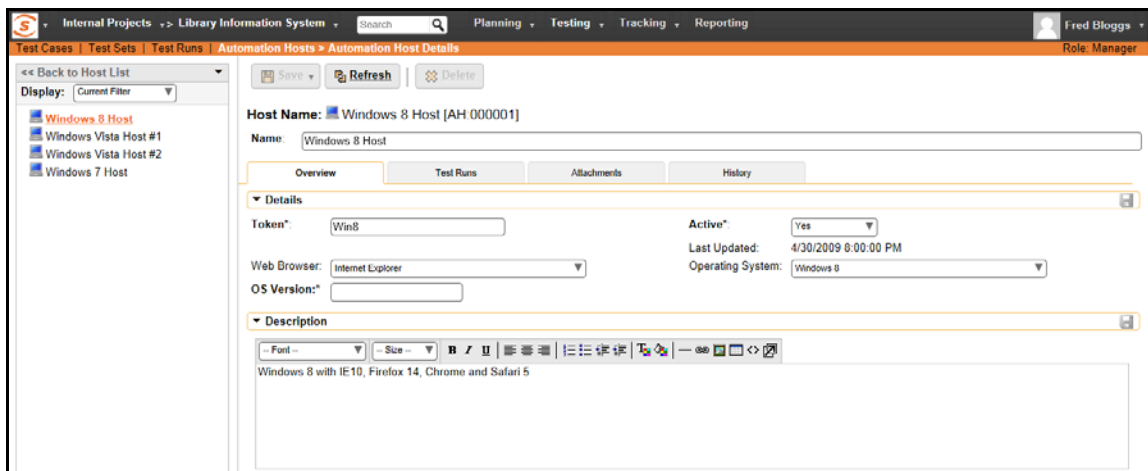 Internal Projects > Library Information System Search Planning Testing Tracking Reporting Fred Bloggs
Test Cases | Test Sets | Test Runs | Automation Hosts > Automation Host Details Role: Manager
<< Back to Host List
Display: Current Filter
Windows 8 Host
Windows Vista Host #1
Windows Vista Host #2
Windows 7 Host
Save Refresh | Delete
Host Name: Windows 8 Host [AH:000001]
Name: Windows 8 Host
Overview Test Runs Attachments History
Details
Token*: Win8 Active*: Yes
Last Updated: 4/30/2009 8:00:00 PM
Web Browser: Internet Explorer Operating System: Windows 8
OS Version:*
Description
-- Font -- -- Size -- B I U
Windows 8 with IE10, Firefox 14, Chrome and Safari 5